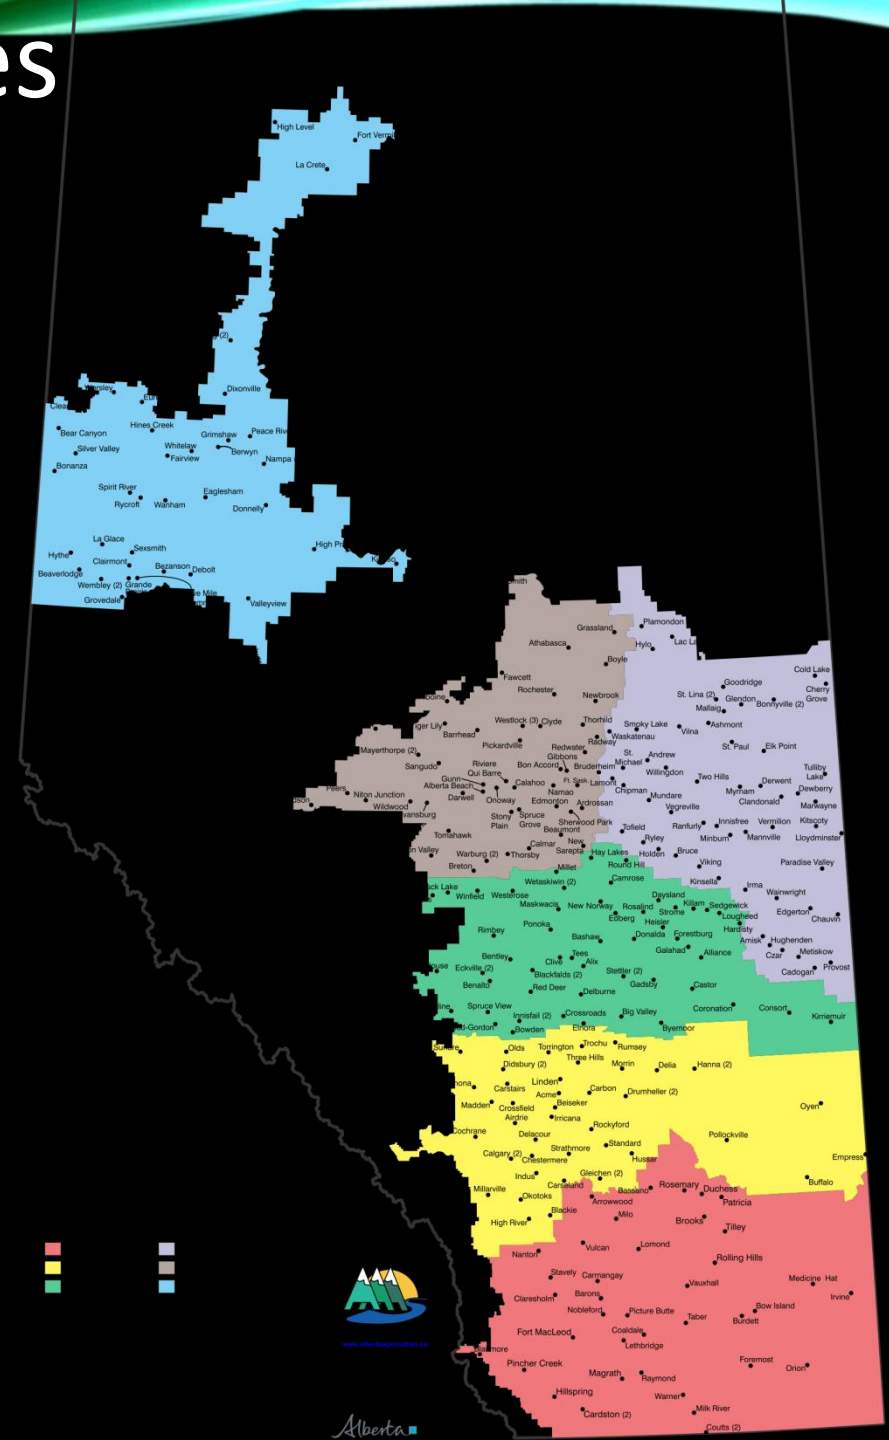 es
High Level
Fort Vermi
La Crete
(2)
Dixonville
Worsley
Clea
Bear Canyon
Hines Creek
Grimshaw
Peace Riv
Silver Valley
Whitelaw
Berwyn
Fairview
Bonanza
Nampa
Spirit River
Eaglesham
Rycroft
Wanham
Donnelly
La Glace
Sexsmith
High Pr
Hythe
Clairmont
Bezanson
Debolt
Beaverlodge
Wembley (2)
Grande
Grovedale
Valleyview
Plamondon
Grassland
Athabasca
Hylo
Lac La
Boyle
Fawcett
Cold Lake
Goodridge
Cherry
Grove
Rochester
Newbrook
St. Lina (2)
Glendon
Bonnyville (2)
Mallaig
Westlock (3)
Clyde
Thorhild
Smoky Lake
Ashmont
Barrhead
Waskatenau
Vilna
Pickardville
Radway
St. Paul
Elk Point
Mayerthorpe (2)
Redwater
Gibbons
St.
Michael
Andrew
Sangudo
Riviere
Qui Barre
Bon Accord
Bruderheim
Willingdon
Tulliby
Lake
Gunn
Calahoo
Ft. Sask.
Lamont
Two Hills
Derwent
Alberta Beach
Namao
Chipman
Myrnam
Dewberry
Peers
Niton Junction
Darwell
Onoway
Edmonton
Ardrossan
Mundare
Clandonald
Marwayne
Wildwood
Vegreville
Stony
Plain
Spruce
Grove
Sherwood Park
Ranfurly
Innisfree
Vermilion
Kitscoty
Beaumont
Tofield
Tomahawk
Calmar
New
Sarepta
Ryley
Minburn
Mannville
Lloydminster
Warburg (2)
Thorsby
Hay Lakes
Holden
Bruce
Breton
Round Hill
Viking
Paradise Valley
Millet
Wetaskiwin (2)
Camrose
Kinsella
Irma
Winfield
Westerose
Daysland
Wainwright
Maskwacis
New Norway
Rosalind
Strome
Killam
Sedgewick
Edgerton
Edberg
Heisler
Lougheed
Chauvin
Rimbey
Ponoka
Bashaw
Donalda
Forestburg
Hardisty
Amisk
Hughenden
Galahad
Alliance
Czar
Metiskow
Bentley
Clive
Tees
Alix
Cadogan
Provost
Eckville (2)
Blackfalds (2)
Stettler (2)
Benalto
Red Deer
Delburne
Gadsby
Castor
Spruce View
Innisfail (2)
Crossroads
Big Valley
Coronation
Consort
Bowden
Elnora
Byemoor
Kirriemuir
Sundre
Olds
Torrington
Trochu
Rumsey
Didsbury (2)
Three Hills
Morrin
Delia
Hanna (2)
Carstairs
Linden
Acme
Carbon
Drumheller (2)
Madden
Crossfield
Beiseker
Oyen
Airdrie
Irricana
Cochrane
Delacour
Rockyford
Pollockville
Calgary (2)
Strathmore
Standard
Chestermere
Hussar
Empress
Indus
Gleichen (2)
Buffalo
Millarville
Carseland
Bassano
Rosemary
Duchess
Okotoks
Arrowwood
Patricia
High River
Blackie
Milo
Brooks
Tilley
Nanton
Vulcan
Lomond
Rolling Hills
Stavely
Carmangay
Vauxhall
Medicine Hat
Claresholm
Barons
Irvine
Nobleford
Picture Butte
Taber
Bow Island
Burdett
Fort MacLeod
Coaldale
Lethbridge
Pincher Creek
Foremost
Magrath
Raymond
Orion
Hillspring
Warner
Cardston (2)
Milk River
Coutts (2)
Alberta